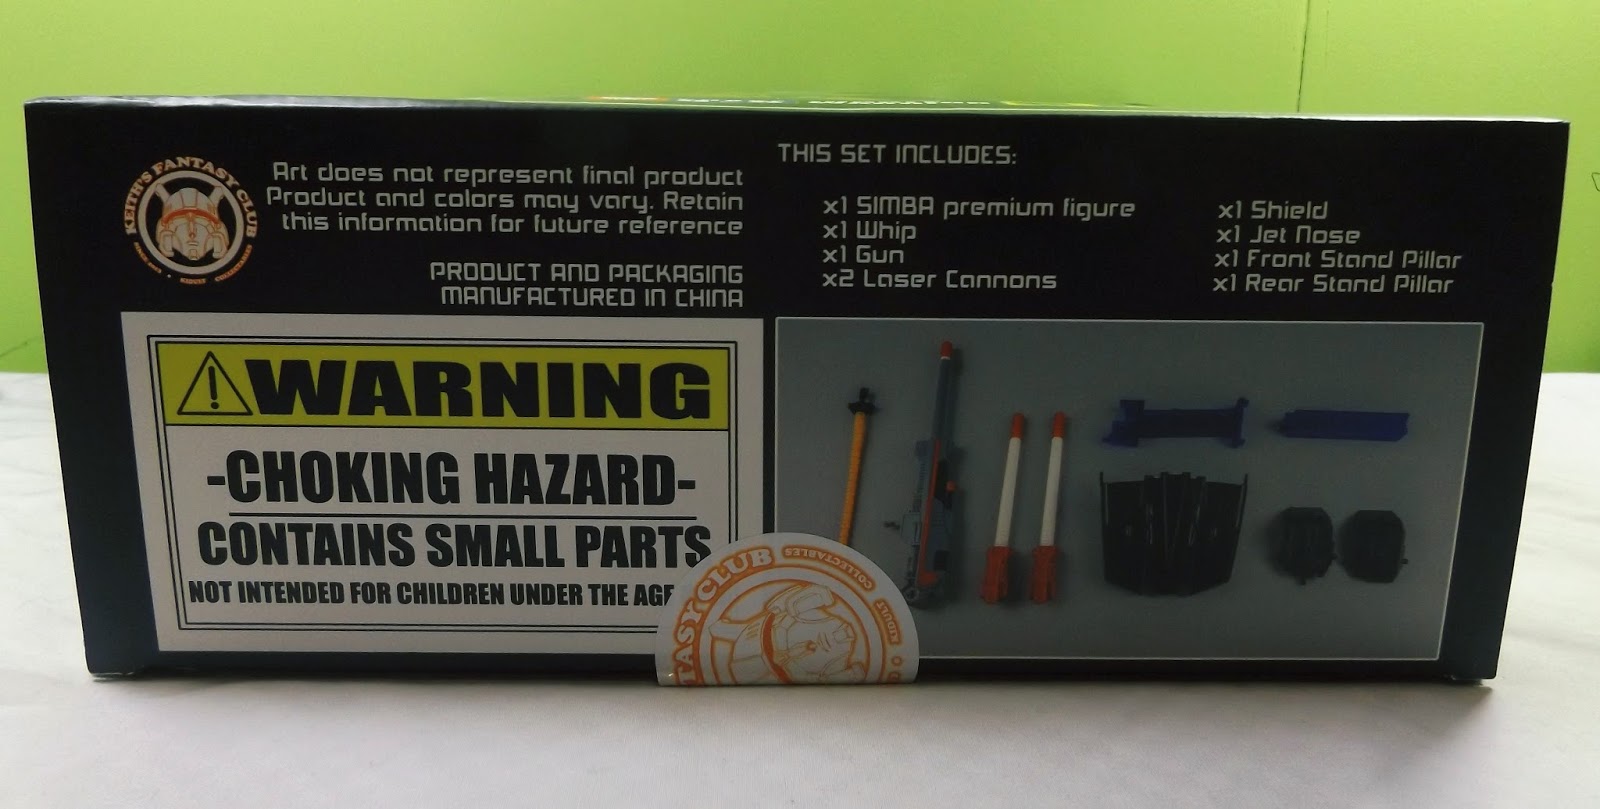 KEITH'S FANTASY CLUB
Art does not represent final product
Product and colors may vary. Retain
this information for future reference
PRODUCT AND PACKAGING
MANUFACTURED IN CHINA
WARNING
-CHOKING HAZARD-
CONTAINS SMALL PARTS
NOT INTENDED FOR CHILDREN UNDER THE AGE
THIS SET INCLUDES:
x1 SIMBA premium figure
x1 Whip
x1 Gun
x2 Laser Cannons
x1 Shield
x1 Jet Nose
x1 Front Stand Pillar
x1 Rear Stand Pillar
TASY CLUB
COLLECTABLES
KIDULT